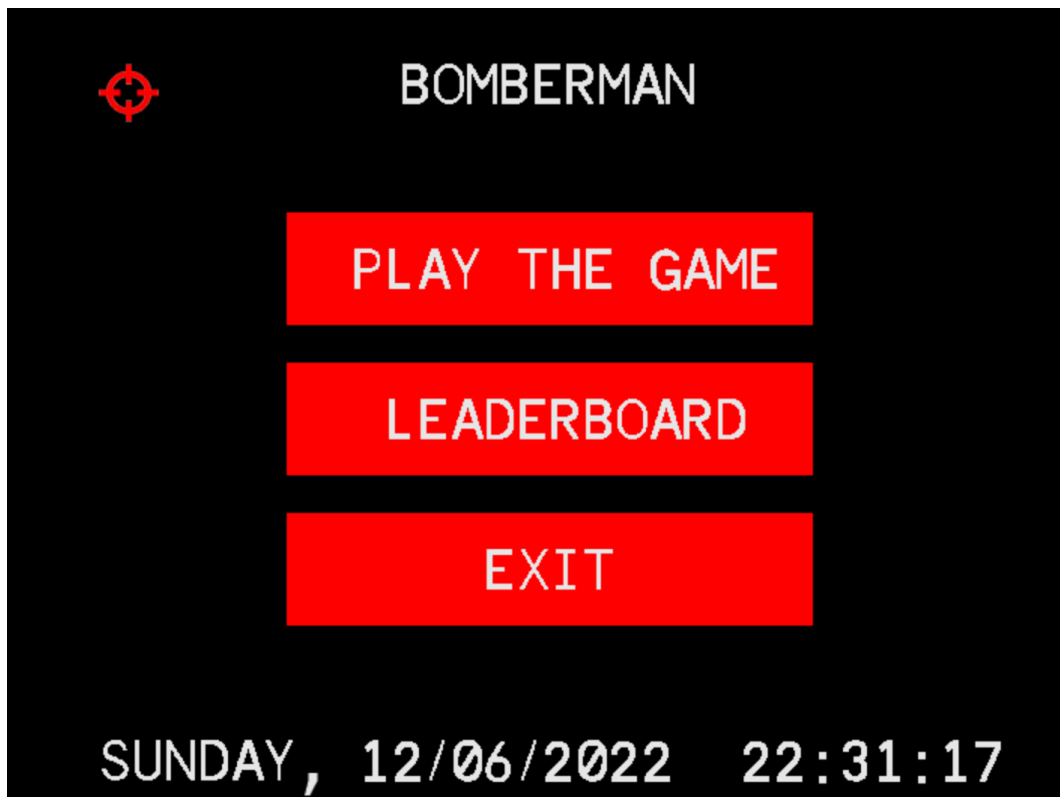 BOMBERMAN
PLAY THE GAME
LEADERBOARD
EXIT
SUNDAY, 12/06/2022 22:31:17